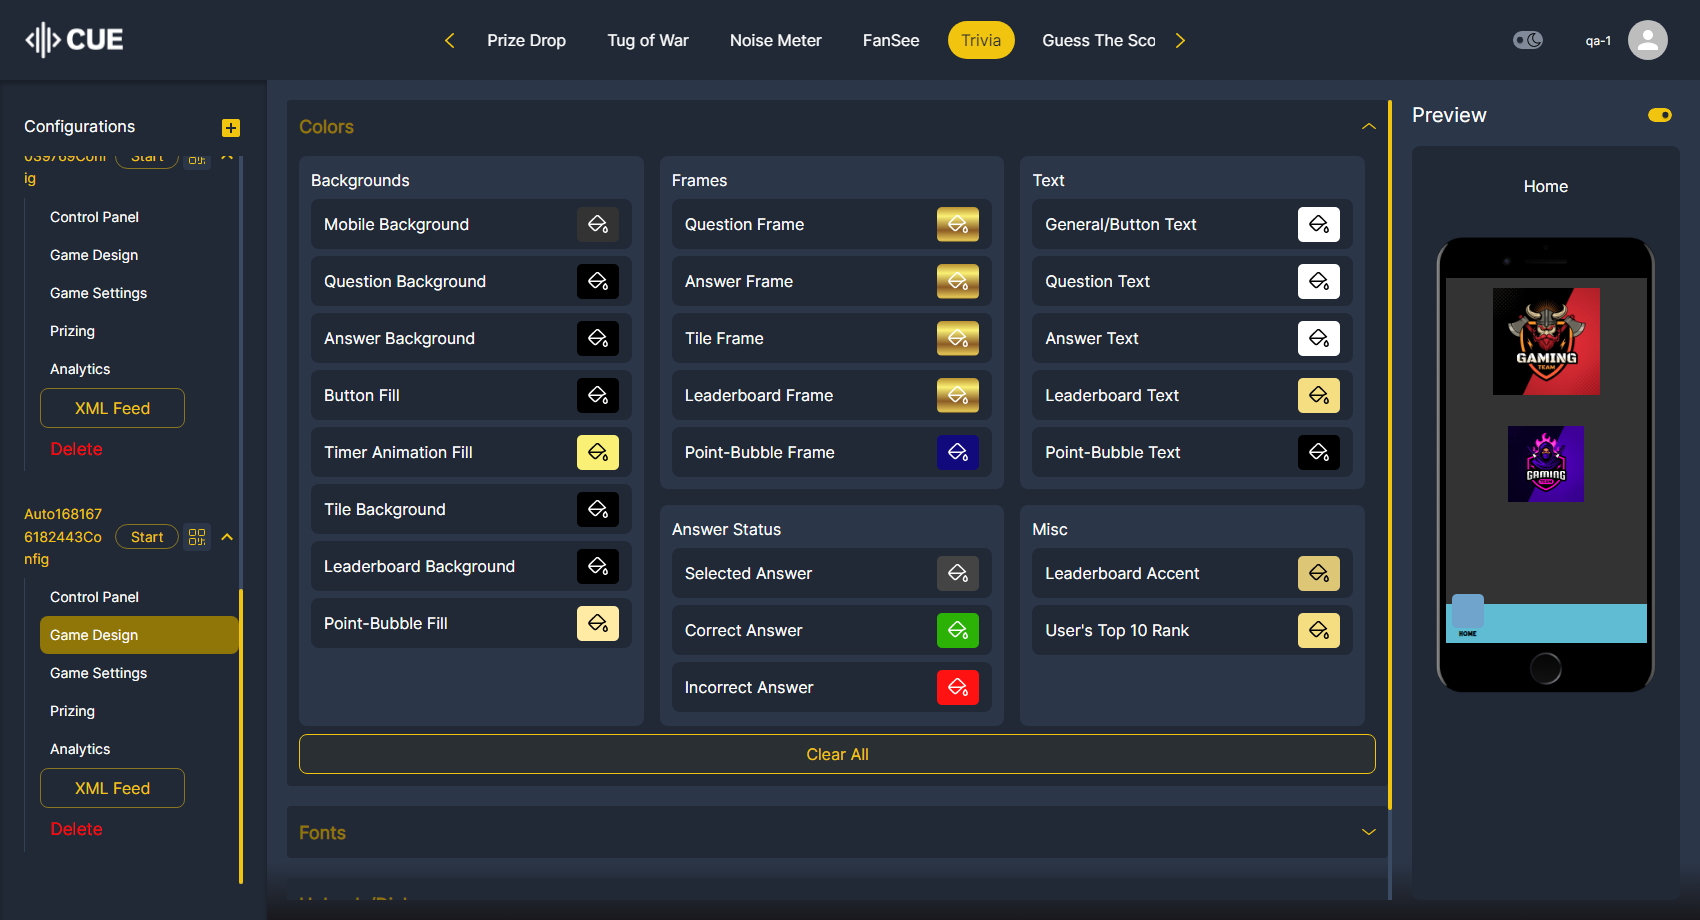 CUE
Prize Drop
Tug of War
Noise Meter
FanSee
Trivia
Guess The Sco
qa-1
Configurations
Start
ig
Control Panel
Game Design
Game Settings
Prizing
Analytics
XML Feed
Delete
Auto168167
6182443Co
nfig
Start
Control Panel
Game Design
Game Settings
Prizing
Analytics
XML Feed
Delete
Colors
Backgrounds
Mobile Background
Question Background
Answer Background
Button Fill
Timer Animation Fill
Tile Background
Leaderboard Background
Point-Bubble Fill
Frames
Question Frame
Answer Frame
Tile Frame
Leaderboard Frame
Point-Bubble Frame
Answer Status
Selected Answer
Correct Answer
Incorrect Answer
Text
General/Button Text
Question Text
Answer Text
Leaderboard Text
Point-Bubble Text
Misc
Leaderboard Accent
User's Top 10 Rank
Clear All
Fonts
Preview
Home
GAMING
TEAM
GAMING
HOME